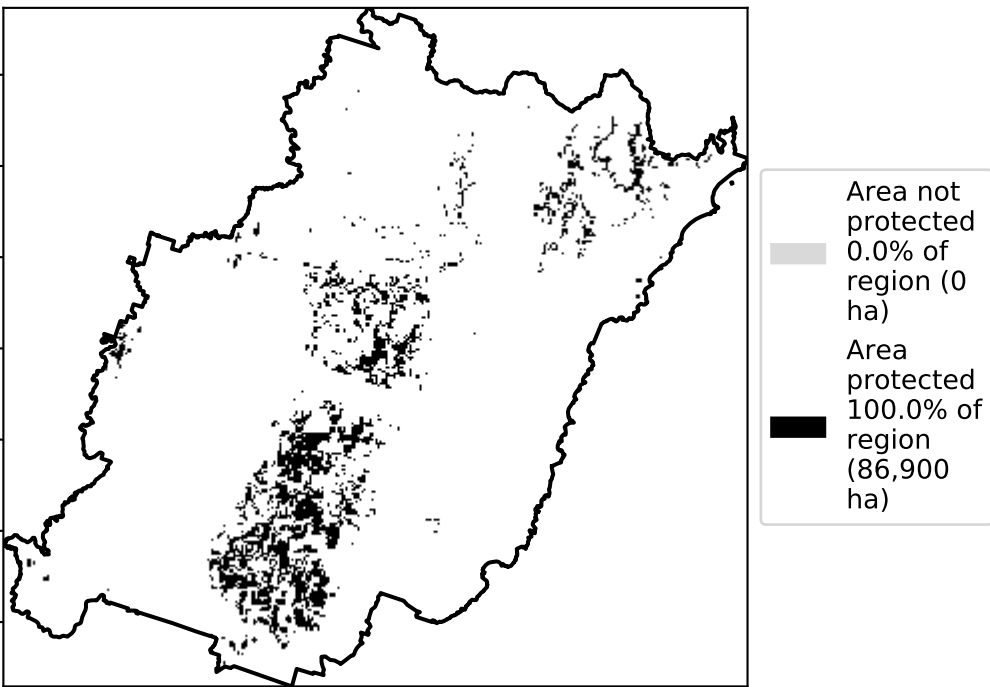 Area not
protected
0.0% of
region (0
ha)
Area
protected
100.0% of
region
(86,900
ha)